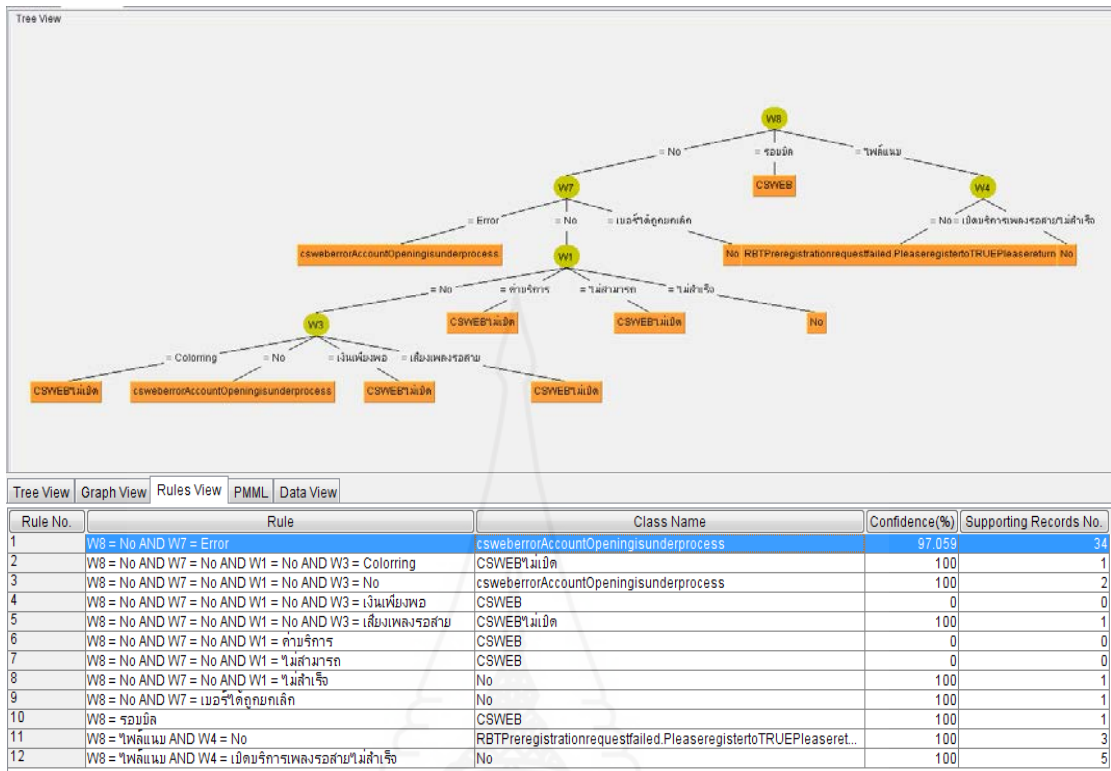 Tree View
W8
= No
= รอบบิล
= ไฟล์แนบ
W7
CSWEB
W4
= Error
= No
= เบอร์ได้ถูกยกเลิก
= No
= เปิดบริการเพลงรอสายไม่สำเร็จ
csweberrorAccountOpeningisunderprocess
W1
No
RBTPreregistrationrequestfailed.PleaseregistertoTRUEPleasereturn
No
= No
= ค่าบริการ
= ไม่สามารถ
= ไม่สำเร็จ
W3
CSWEBไม่เปิด
CSWEBไม่เปิด
No
= Colorring
= No
= เงินเพียงพอ
= เสียงเพลงรอสาย
CSWEBไม่เปิด
csweberrorAccountOpeningisunderprocess
CSWEBไม่เปิด
CSWEBไม่เปิด
Tree View Graph View Rules View PMML Data View
Rule No. Rule Class Name Confidence(%) Supporting Records No.
1 W8 = No AND W7 = Error csweberrorAccountOpeningisunderprocess 97.059 34
2 W8 = No AND W7 = No AND W1 = No AND W3 = Colorring CSWEBไม่เปิด 100 1
3 W8 = No AND W7 = No AND W1 = No AND W3 = No csweberrorAccountOpeningisunderprocess 100 2
4 W8 = No AND W7 = No AND W1 = No AND W3 = เงินเพียงพอ CSWEB 0 0
5 W8 = No AND W7 = No AND W1 = No AND W3 = เสียงเพลงรอสาย CSWEBไม่เปิด 100 1
6 W8 = No AND W7 = No AND W1 = ค่าบริการ CSWEB 0 0
7 W8 = No AND W7 = No AND W1 = ไม่สามารถ CSWEB 0 0
8 W8 = No AND W7 = No AND W1 = ไม่สำเร็จ No 100 1
9 W8 = No AND W7 = เบอร์ได้ถูกยกเลิก No 100 1
10 W8 = รอบบิล CSWEB 100 1
11 W8 = ไฟล์แนบ AND W4 = No RBTPreregistrationrequestfailed.PleaseregistertoTRUEPleaseret... 100 3
12 W8 = ไฟล์แนบ AND W4 = เปิดบริการเพลงรอสายไม่สำเร็จ No 100 5